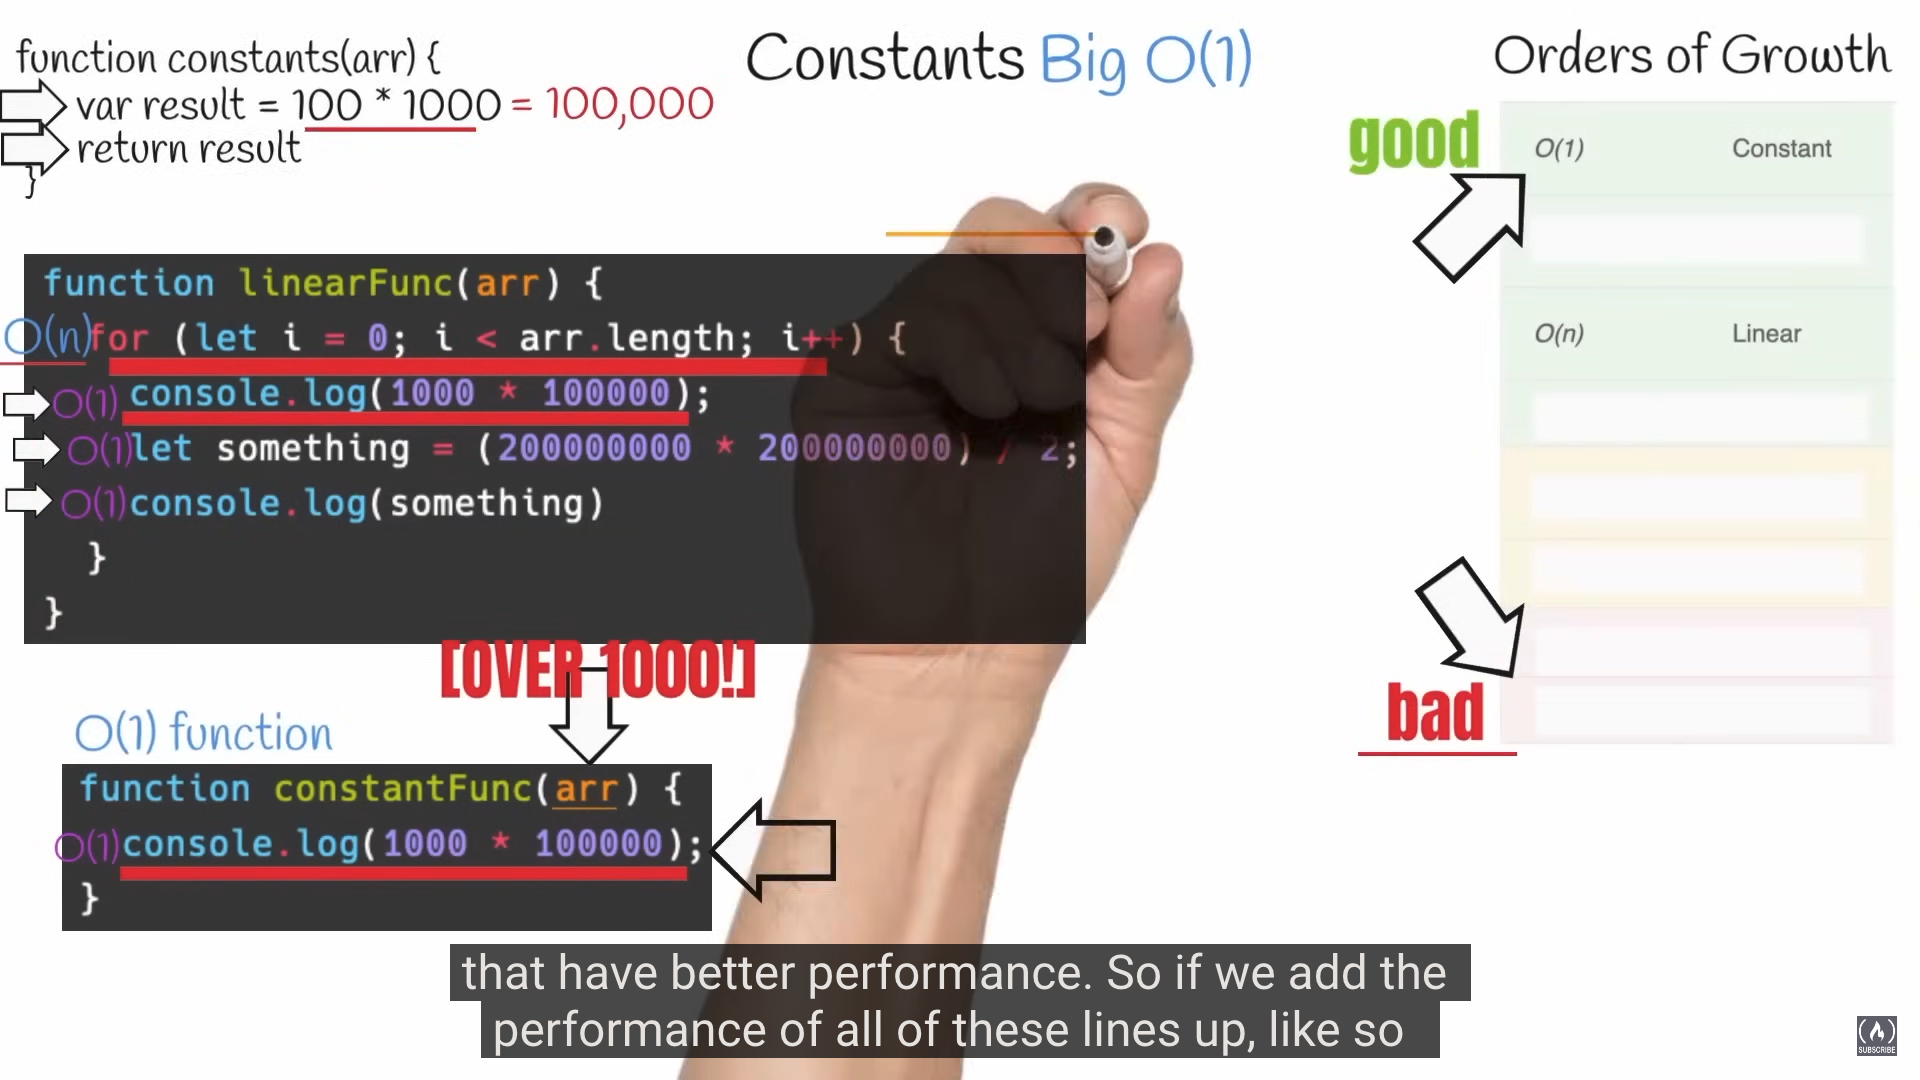 Constants Big O(1)
function constants(arr) {
var result = 100 * 1000 = 100,000
return result
}
function linearFunc(arr) {
O(n) for (let i = 0; i < arr.length; i++) {
O(1) console.log(1000 * 100000);
O(1) let something = (200000000 * 200000000) / 2;
O(1) console.log(something)
}
}
[OVER 1000!]
O(1) function
function constantFunc(arr) {
O(1) console.log(1000 * 100000);
}
Orders of Growth
good
O(1) Constant
O(n) Linear
bad
that have better performance. So if we add the
performance of all of these lines up, like so
SUBSCRIBE